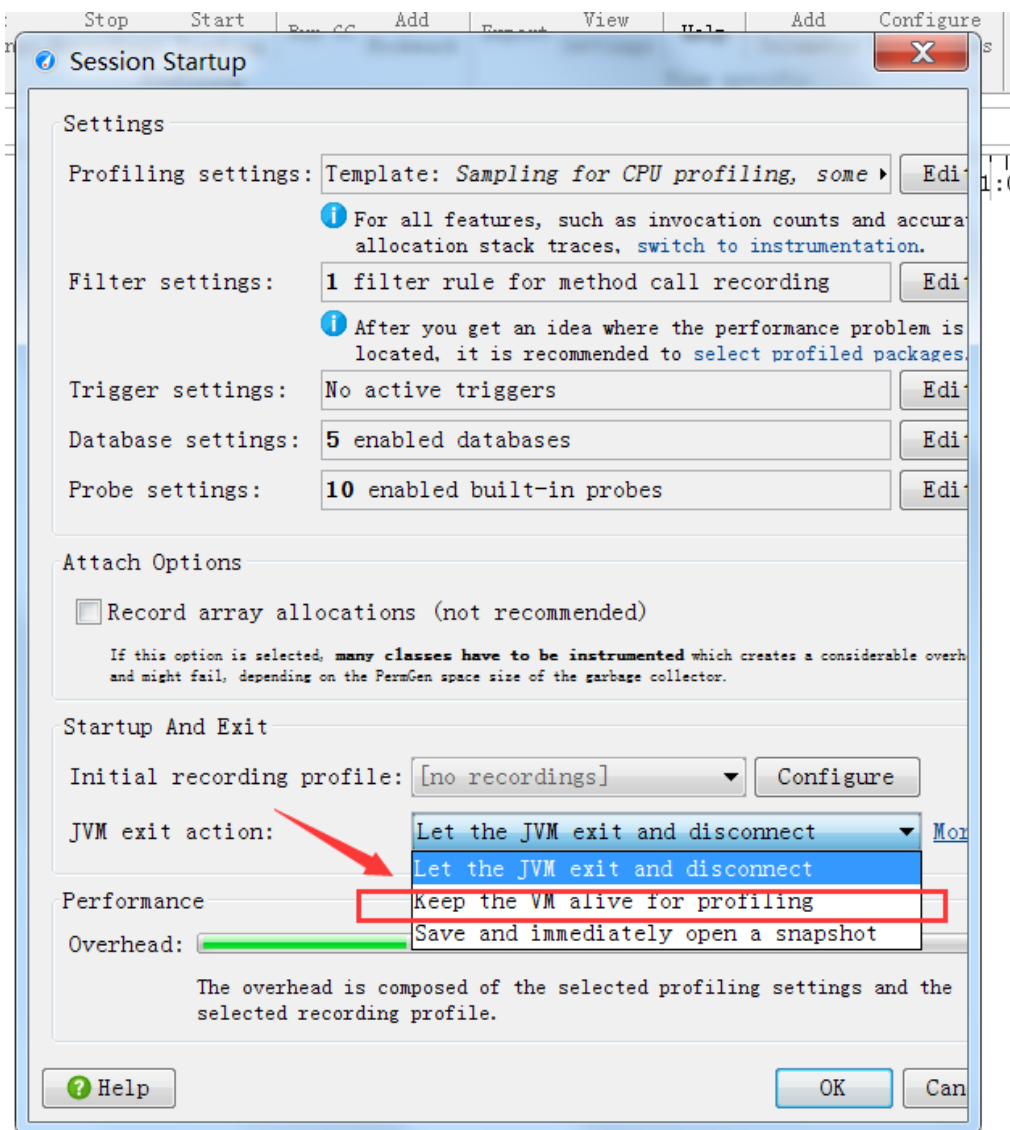 Stop Start Add View Add Configure
Session Startup
Settings
Profiling settings: Template: Sampling for CPU profiling, some Edit
For all features, such as invocation counts and accura
allocation stack traces, switch to instrumentation.
Filter settings: 1 filter rule for method call recording Edi
After you get an idea where the performance problem is
located, it is recommended to select profiled packages.
Trigger settings: No active triggers Edi
Database settings: 5 enabled databases Edi
Probe settings: 10 enabled built-in probes Edi
Attach Options
Record array allocations (not recommended)
If this option is selected, many classes have to be instrumented which creates a considerable overh
and might fail, depending on the PermGen space size of the garbage collector.
Startup And Exit
Initial recording profile: [no recordings] Configure
JVM exit action: Let the JVM exit and disconnect Mor
Let the JVM exit and disconnect
Keep the VM alive for profiling
Save and immediately open a snapshot
Performance
Overhead:
The overhead is composed of the selected profiling settings and the
selected recording profile.
Help OK Can